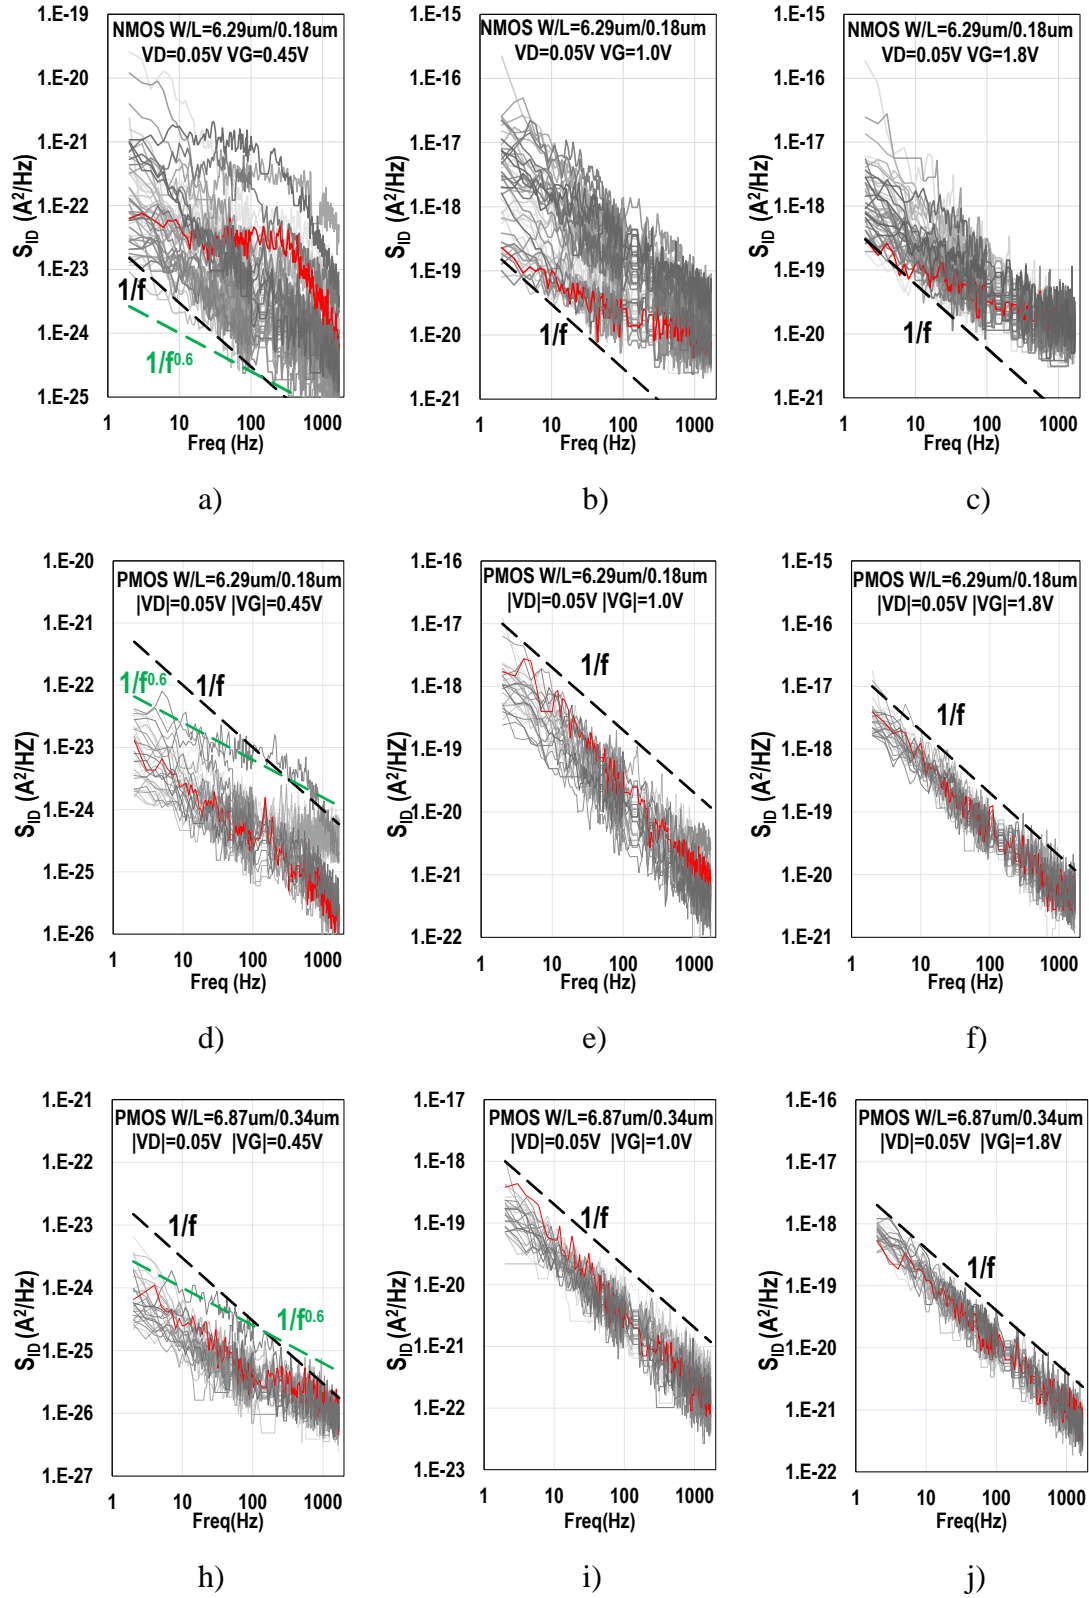 1.E-19
1.E-20
1.E-21
1.E-22
1.E-23
1.E-24
1.E-25
S_ID (A^2/Hz)
NMOS W/L=6.29um/0.18um
VD=0.05V VG=0.45V
1/f
1/f^0.6
1 10 100 1000
Freq (Hz)
a)
1.E-15
1.E-16
1.E-17
1.E-18
1.E-19
1.E-20
1.E-21
S_ID (A^2/Hz)
NMOS W/L=6.29um/0.18um
VD=0.05V VG=1.0V
1/f
1 10 100 1000
Freq (Hz)
b)
1.E-15
1.E-16
1.E-17
1.E-18
1.E-19
1.E-20
1.E-21
S_ID (A^2/Hz)
NMOS W/L=6.29um/0.18um
VD=0.05V VG=1.8V
1/f
1 10 100 1000
Freq (Hz)
c)
1.E-20
1.E-21
1.E-22
1.E-23
1.E-24
1.E-25
1.E-26
S_ID (A^2/HZ)
PMOS W/L=6.29um/0.18um
|VD|=0.05V |VG|=0.45V
1/f^0.6
1/f
1 10 100 1000
Freq (Hz)
d)
1.E-16
1.E-17
1.E-18
1.E-19
1.E-20
1.E-21
1.E-22
S_ID (A^2/HZ)
PMOS W/L=6.29um/0.18um
|VD|=0.05V |VG|=1.0V
1/f
1 10 100 1000
Freq (Hz)
e)
1.E-15
1.E-16
1.E-17
1.E-18
1.E-19
1.E-20
1.E-21
S_ID (A^2/HZ)
PMOS W/L=6.29um/0.18um
|VD|=0.05V |VG|=1.8V
1/f
1 10 100 1000
Freq (Hz)
f)
1.E-21
1.E-22
1.E-23
1.E-24
1.E-25
1.E-26
1.E-27
S_ID (A^2/Hz)
PMOS W/L=6.87um/0.34um
|VD|=0.05V |VG|=0.45V
1/f
1/f^0.6
1 10 100 1000
Freq(Hz)
h)
1.E-17
1.E-18
1.E-19
1.E-20
1.E-21
1.E-22
1.E-23
S_ID (A^2/Hz)
PMOS W/L=6.87um/0.34um
|VD|=0.05V |VG|=1.0V
1/f
1 10 100 1000
Freq(Hz)
i)
1.E-16
1.E-17
1.E-18
1.E-19
1.E-20
1.E-21
1.E-22
S_ID (A^2/Hz)
PMOS W/L=6.87um/0.34um
|VD|=0.05V |VG|=1.8V
1/f
1 10 100 1000
Freq(Hz)
j)